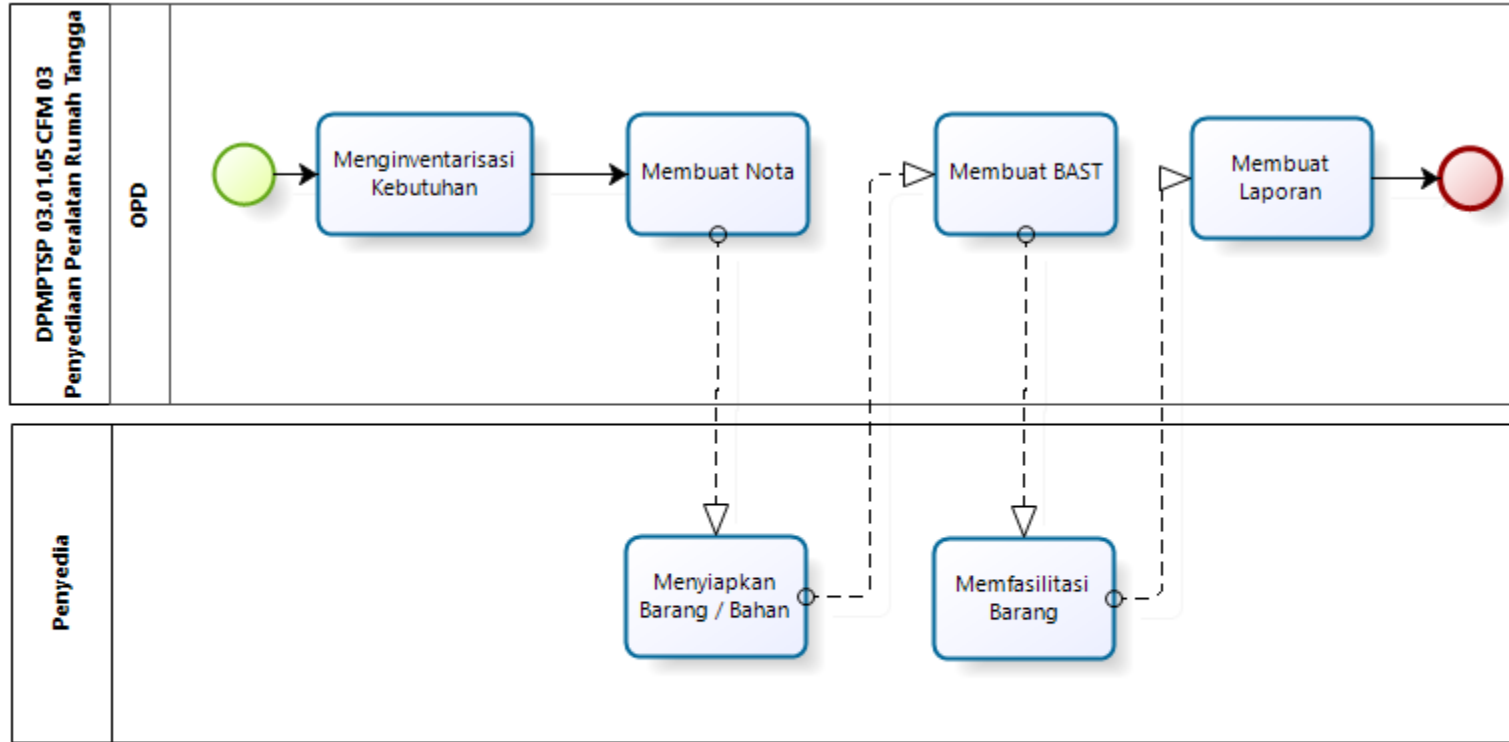 DPMPTSP 03.01.05 CFM 03
Penyediaan Peralatan Rumah Tangga
OPD
Menginventarisasi
Kebutuhan
Membuat Nota
Membuat BAST
Membuat
Laporan
Penyedia
Menyiapkan
Barang / Bahan
Memfasilitasi
Barang